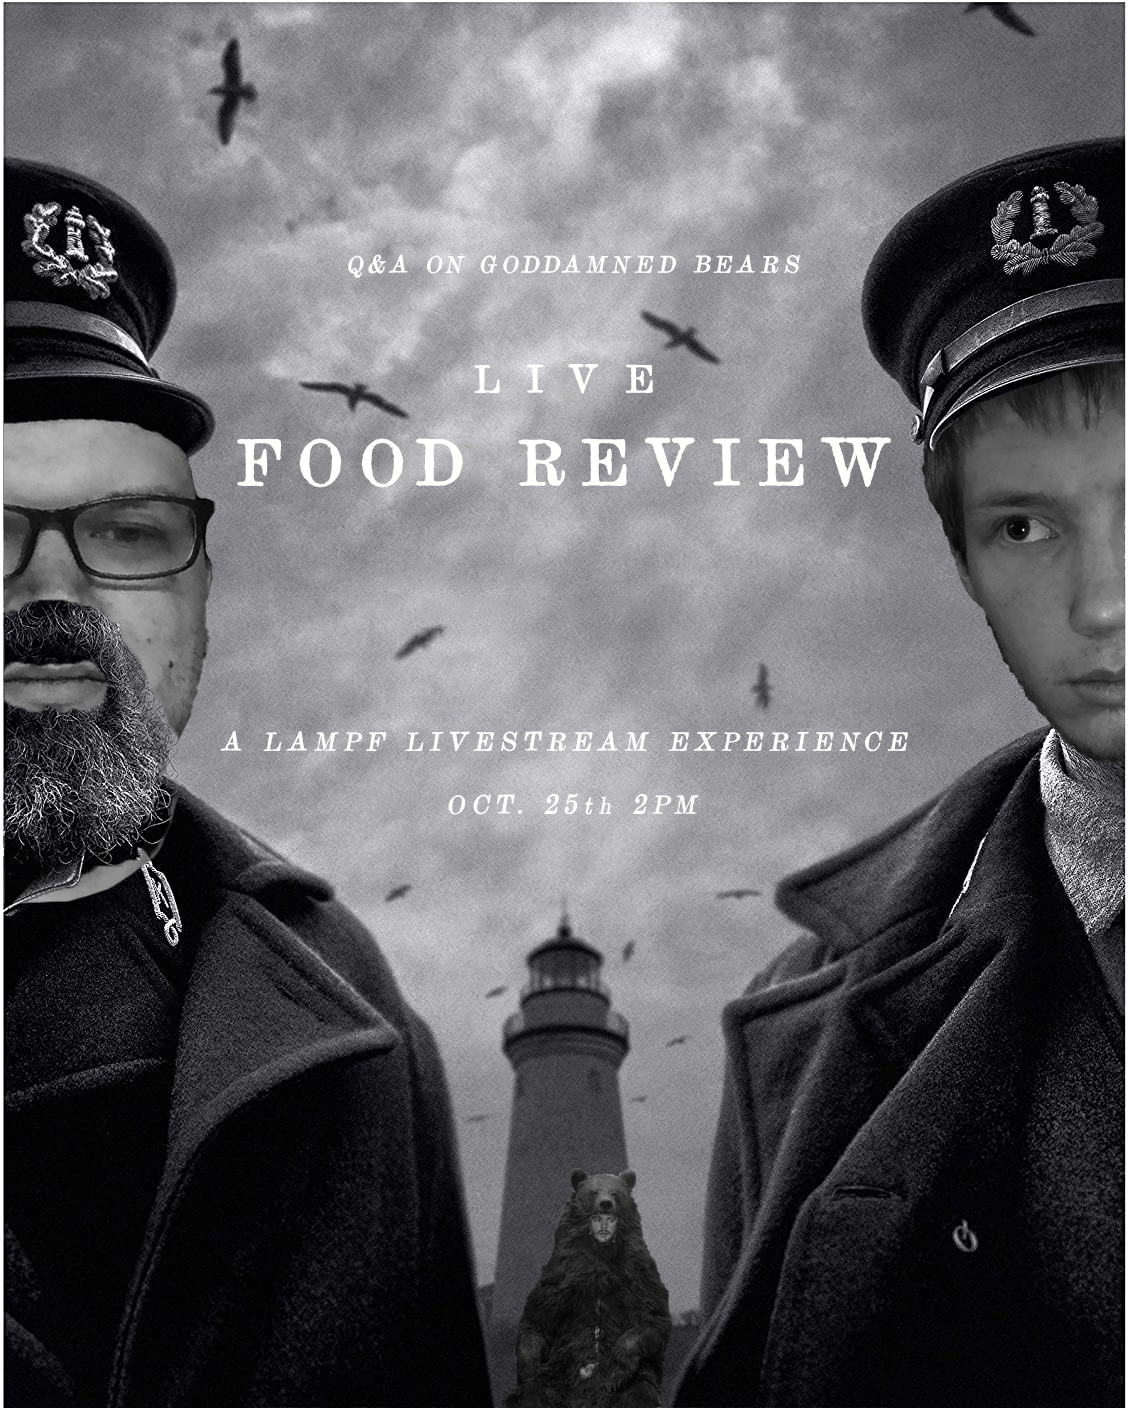 Q&A ON GODDAMNED BEARS
LIVE
FOOD REVIEW
A LAMPF LIVESTREAM EXPERIENCE
OCT. 25th 2PM